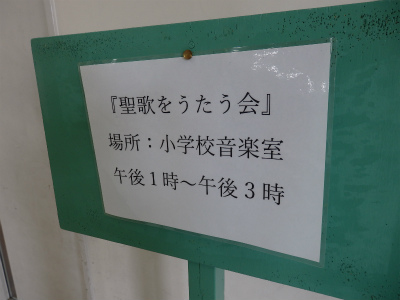 『聖歌をうたう会』
場所：小学校音楽室
午後１時～午後３時